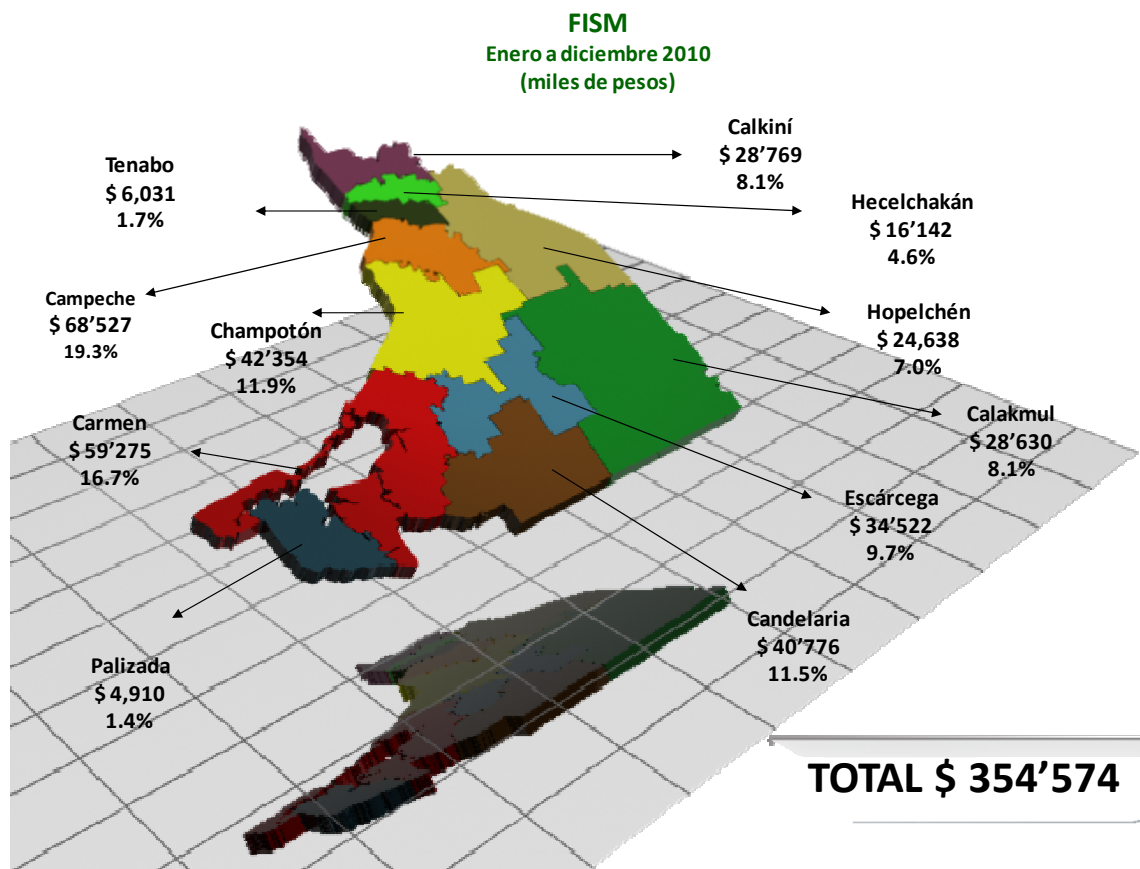 FISM
Enero a diciembre 2010
(miles de pesos)
Calkiní
$ 28’769
8.1%
Tenabo
$ 6,031
1.7%
Hecelchakán
$ 16’142
4.6%
Campeche
$ 68’527
19.3%
Champotón
$ 42’354
11.9%
Hopelchén
$ 24,638
7.0%
Carmen
$ 59’275
16.7%
Calakmul
$ 28’630
8.1%
Escárcega
$ 34’522
9.7%
Candelaria
$ 40’776
11.5%
Palizada
$ 4,910
1.4%
TOTAL $ 354’574